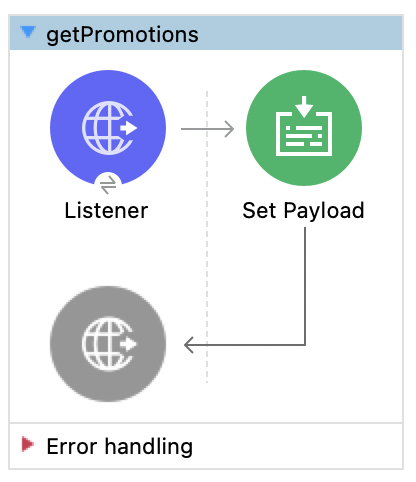 getPromotions
Listener
Set Payload
Error handling